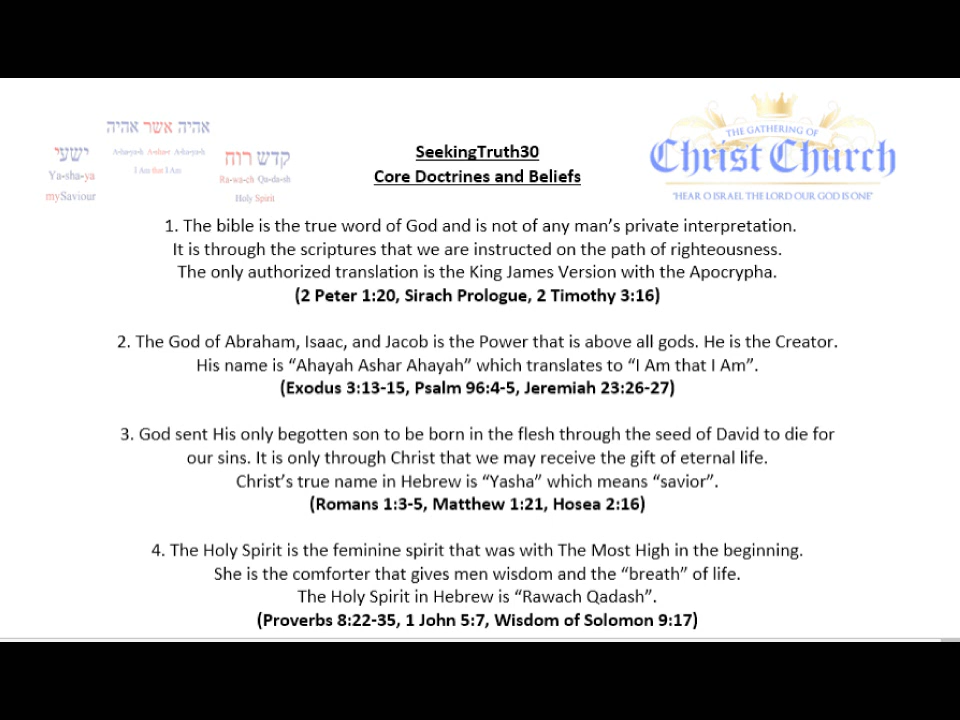 אהיה אשר אהיה
A-ha-ya-h A-sha-r A-ha-ya-h
I Am that I Am
ישעי
Ya-sha-ya
mySaviour
קדש רוח
Ra-wa-ch Qa-da-sh
Holy Spirit
THE GATHERING OF
Christ Church
"HEAR O ISRAEL THE LORD OUR GOD IS ONE"
SeekingTruth30
Core Doctrines and Beliefs
1. The bible is the true word of God and is not of any man's private interpretation.
It is through the scriptures that we are instructed on the path of righteousness.
The only authorized translation is the King James Version with the Apocrypha.
(2 Peter 1:20, Sirach Prologue, 2 Timothy 3:16)
2. The God of Abraham, Isaac, and Jacob is the Power that is above all gods. He is the Creator.
His name is “Ahayah Ashar Ahayah” which translates to “I Am that I Am”.
(Exodus 3:13-15, Psalm 96:4-5, Jeremiah 23:26-27)
3. God sent His only begotten son to be born in the flesh through the seed of David to die for
our sins. It is only through Christ that we may receive the gift of eternal life.
Christ's true name in Hebrew is “Yasha” which means “savior”.
(Romans 1:3-5, Matthew 1:21, Hosea 2:16)
4. The Holy Spirit is the feminine spirit that was with The Most High in the beginning.
She is the comforter that gives men wisdom and the “breath” of life.
The Holy Spirit in Hebrew is “Rawach Qadash”.
(Proverbs 8:22-35, 1 John 5:7, Wisdom of Solomon 9:17)